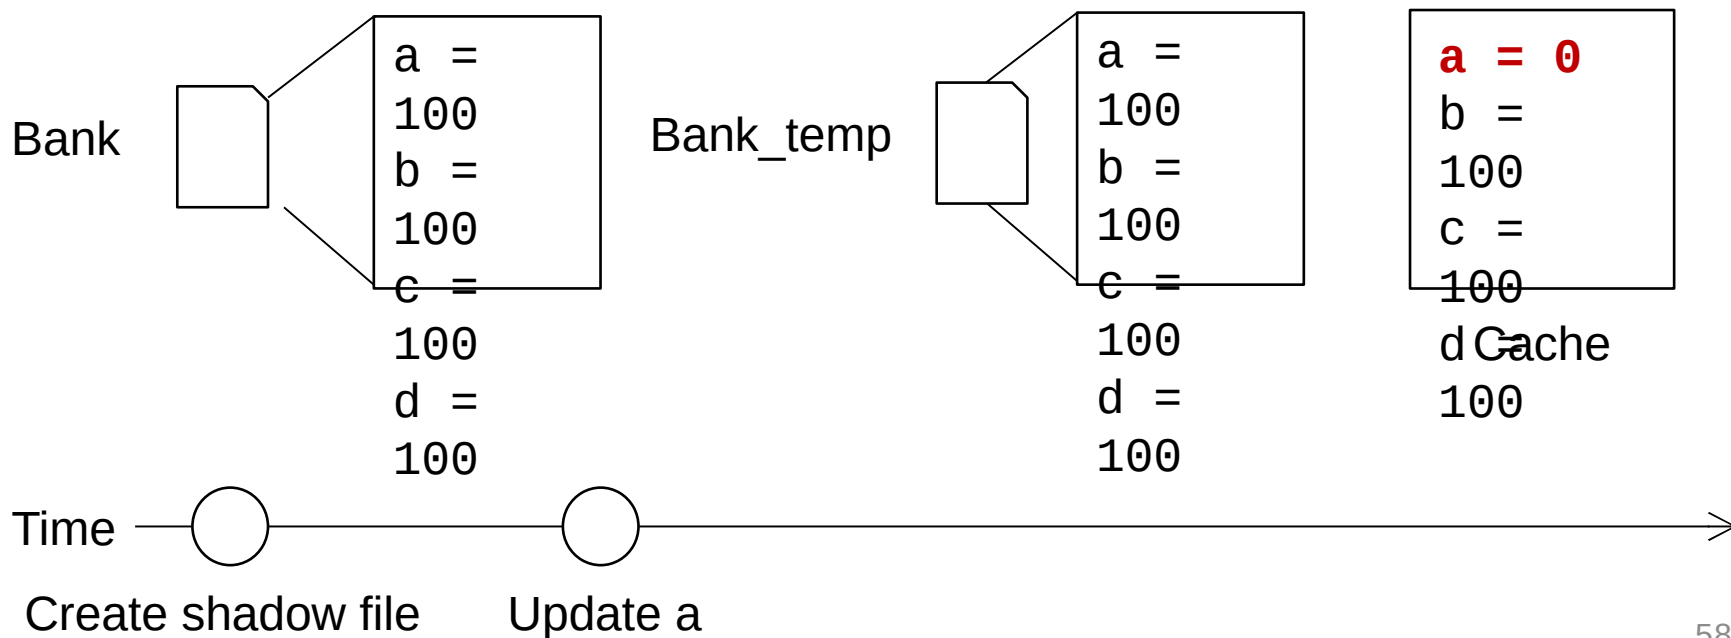 Bank
a =
100
b =
100
c =
100
d =
100
Bank_temp
a =
100
b =
100
c =
100
d =
100
a = 0
b =
100
c =
100
d =
100
Cache
Time
Create shadow file
Update a
58